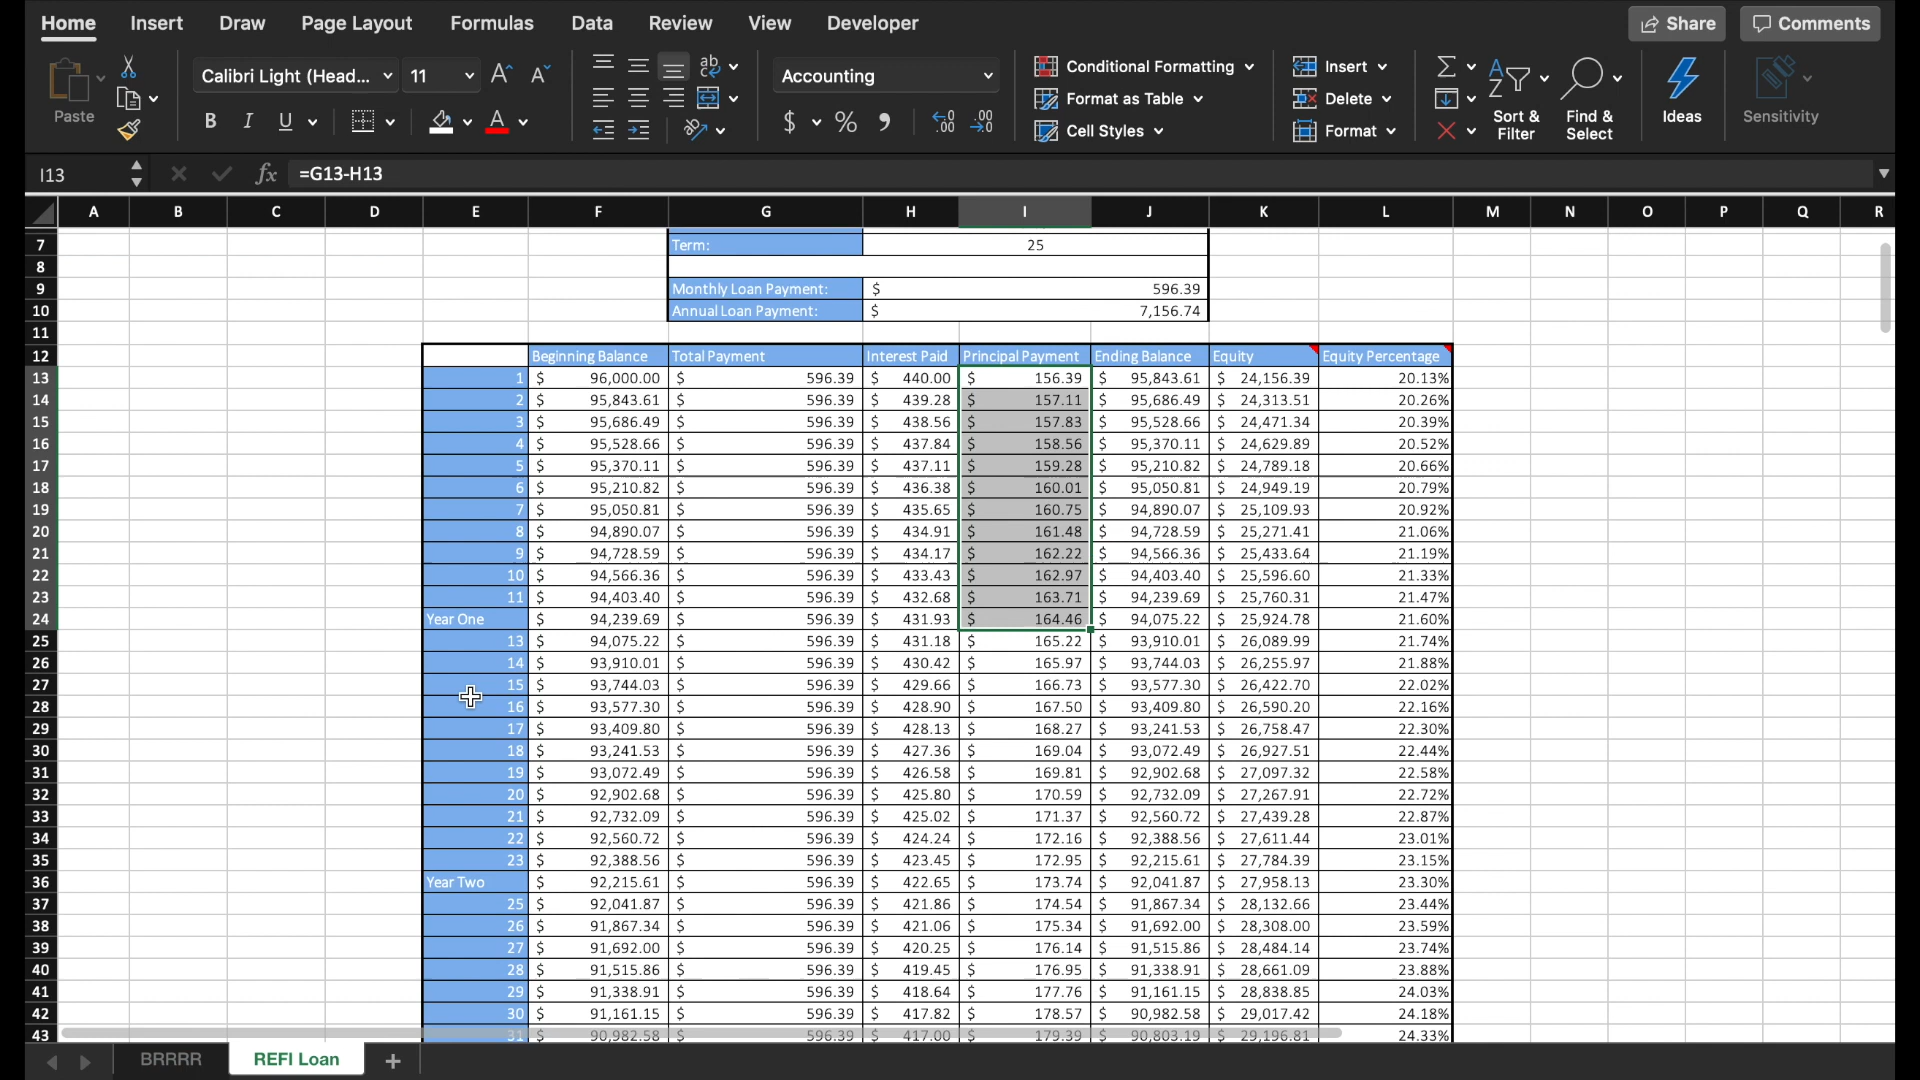 Home Insert Draw Page Layout Formulas Data Review View Developer Share Comments
Paste Calibri Light (Head... 11 Accounting Conditional Formatting Format as Table Cell Styles Insert Delete Format Sort & Filter Find & Select Ideas Sensitivity
I13 fx =G13-H13
A B C D E F G H I J K L M N O P Q R
7 Term: 25
8
9 Monthly Loan Payment: $ 596.39
10 Annual Loan Payment: $ 7,156.74
11
12 Beginning Balance Total Payment Interest Paid Principal Payment Ending Balance Equity Equity Percentage
13 1 $ 96,000.00 $ 596.39 $ 440.00 $ 156.39 $ 95,843.61 $ 24,156.39 20.13%
14 2 $ 95,843.61 $ 596.39 $ 439.28 $ 157.11 $ 95,686.49 $ 24,313.51 20.26%
15 3 $ 95,686.49 $ 596.39 $ 438.56 $ 157.83 $ 95,528.66 $ 24,471.34 20.39%
16 4 $ 95,528.66 $ 596.39 $ 437.84 $ 158.56 $ 95,370.11 $ 24,629.89 20.52%
17 5 $ 95,370.11 $ 596.39 $ 437.11 $ 159.28 $ 95,210.82 $ 24,789.18 20.66%
18 6 $ 95,210.82 $ 596.39 $ 436.38 $ 160.01 $ 95,050.81 $ 24,949.19 20.79%
19 7 $ 95,050.81 $ 596.39 $ 435.65 $ 160.75 $ 94,890.07 $ 25,109.93 20.92%
20 8 $ 94,890.07 $ 596.39 $ 434.91 $ 161.48 $ 94,728.59 $ 25,271.41 21.06%
21 9 $ 94,728.59 $ 596.39 $ 434.17 $ 162.22 $ 94,566.36 $ 25,433.64 21.19%
22 10 $ 94,566.36 $ 596.39 $ 433.43 $ 162.97 $ 94,403.40 $ 25,596.60 21.33%
23 11 $ 94,403.40 $ 596.39 $ 432.68 $ 163.71 $ 94,239.69 $ 25,760.31 21.47%
24 Year One $ 94,239.69 $ 596.39 $ 431.93 $ 164.46 $ 94,075.22 $ 25,924.78 21.60%
25 13 $ 94,075.22 $ 596.39 $ 431.18 $ 165.22 $ 93,910.01 $ 26,089.99 21.74%
26 14 $ 93,910.01 $ 596.39 $ 430.42 $ 165.97 $ 93,744.03 $ 26,255.97 21.88%
27 15 $ 93,744.03 $ 596.39 $ 429.66 $ 166.73 $ 93,577.30 $ 26,422.70 22.02%
28 16 $ 93,577.30 $ 596.39 $ 428.90 $ 167.50 $ 93,409.80 $ 26,590.20 22.16%
29 17 $ 93,409.80 $ 596.39 $ 428.13 $ 168.27 $ 93,241.53 $ 26,758.47 22.30%
30 18 $ 93,241.53 $ 596.39 $ 427.36 $ 169.04 $ 93,072.49 $ 26,927.51 22.44%
31 19 $ 93,072.49 $ 596.39 $ 426.58 $ 169.81 $ 92,902.68 $ 27,097.32 22.58%
32 20 $ 92,902.68 $ 596.39 $ 425.80 $ 170.59 $ 92,732.09 $ 27,267.91 22.72%
33 21 $ 92,732.09 $ 596.39 $ 425.02 $ 171.37 $ 92,560.72 $ 27,439.28 22.87%
34 22 $ 92,560.72 $ 596.39 $ 424.24 $ 172.16 $ 92,388.56 $ 27,611.44 23.01%
35 23 $ 92,388.56 $ 596.39 $ 423.45 $ 172.95 $ 92,215.61 $ 27,784.39 23.15%
36 Year Two $ 92,215.61 $ 596.39 $ 422.65 $ 173.74 $ 92,041.87 $ 27,958.13 23.30%
37 25 $ 92,041.87 $ 596.39 $ 421.86 $ 174.54 $ 91,867.34 $ 28,132.66 23.44%
38 26 $ 91,867.34 $ 596.39 $ 421.06 $ 175.34 $ 91,692.00 $ 28,308.00 23.59%
39 27 $ 91,692.00 $ 596.39 $ 420.25 $ 176.14 $ 91,515.86 $ 28,484.14 23.74%
40 28 $ 91,515.86 $ 596.39 $ 419.45 $ 176.95 $ 91,338.91 $ 28,661.09 23.88%
41 29 $ 91,338.91 $ 596.39 $ 418.64 $ 177.76 $ 91,161.15 $ 28,838.85 24.03%
42 30 $ 91,161.15 $ 596.39 $ 417.82 $ 178.57 $ 90,982.58 $ 29,017.42 24.18%
43 31 $ 90,982.58 $ 596.39 $ 417.00 $ 179.39 $ 90,803.19 $ 29,196.81 24.33%
BRRRR REFI Loan